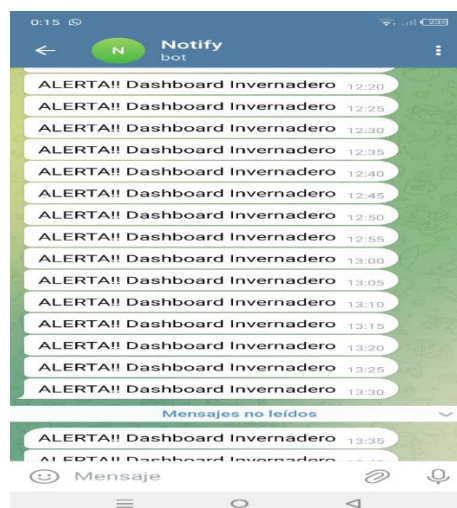 0:15
N Notify
bot
ALERTA!! Dashboard Invernadero 12:20
ALERTA!! Dashboard Invernadero 12:25
ALERTA!! Dashboard Invernadero 12:30
ALERTA!! Dashboard Invernadero 12:35
ALERTA!! Dashboard Invernadero 12:40
ALERTA!! Dashboard Invernadero 12:45
ALERTA!! Dashboard Invernadero 12:50
ALERTA!! Dashboard Invernadero 12:55
ALERTA!! Dashboard Invernadero 13:00
ALERTA!! Dashboard Invernadero 13:05
ALERTA!! Dashboard Invernadero 13:10
ALERTA!! Dashboard Invernadero 13:15
ALERTA!! Dashboard Invernadero 13:20
ALERTA!! Dashboard Invernadero 13:25
ALERTA!! Dashboard Invernadero 13:30
Mensajes no leídos
ALERTA!! Dashboard Invernadero 13:35
ALERTA!! Dashboard Invernadero
Mensaje